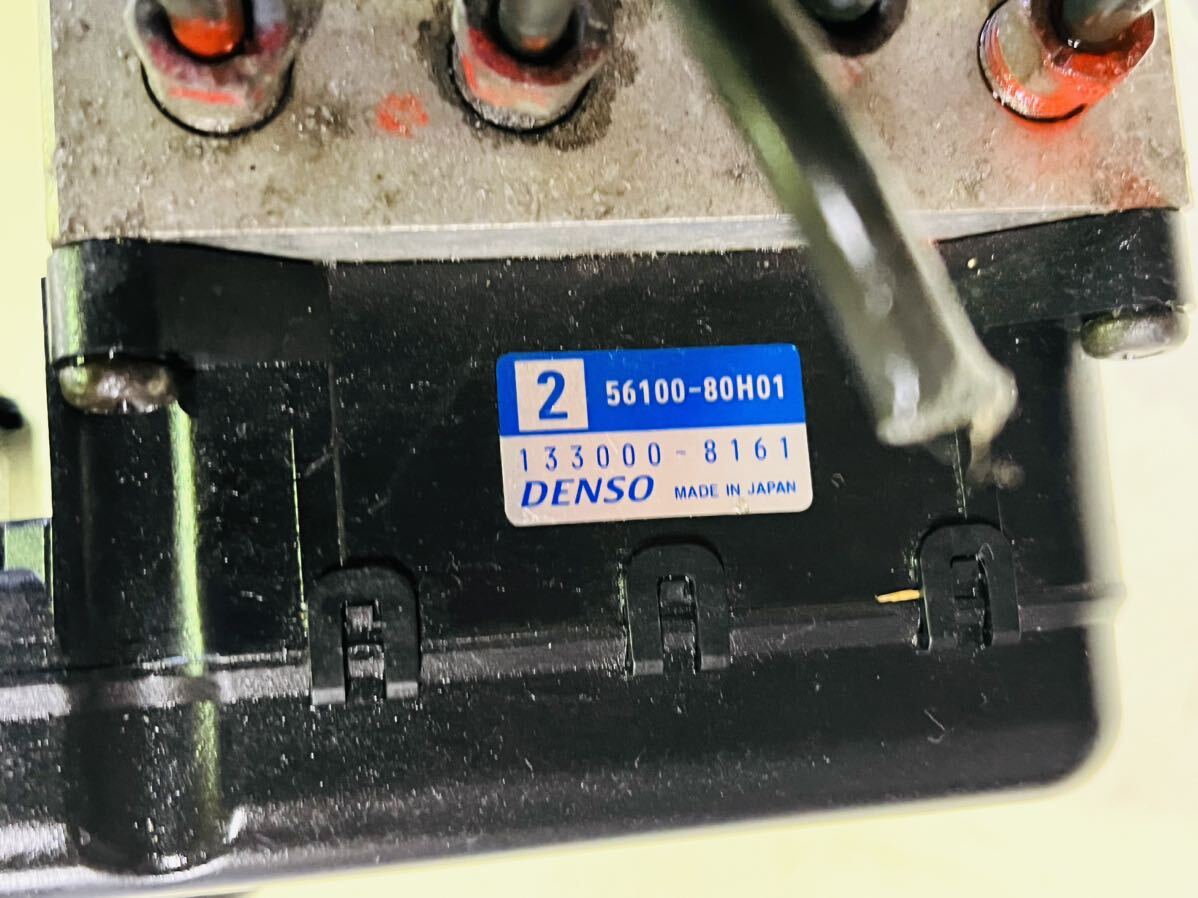 2 56100-80H01
133000-8161
DENSO MADE IN JAPAN